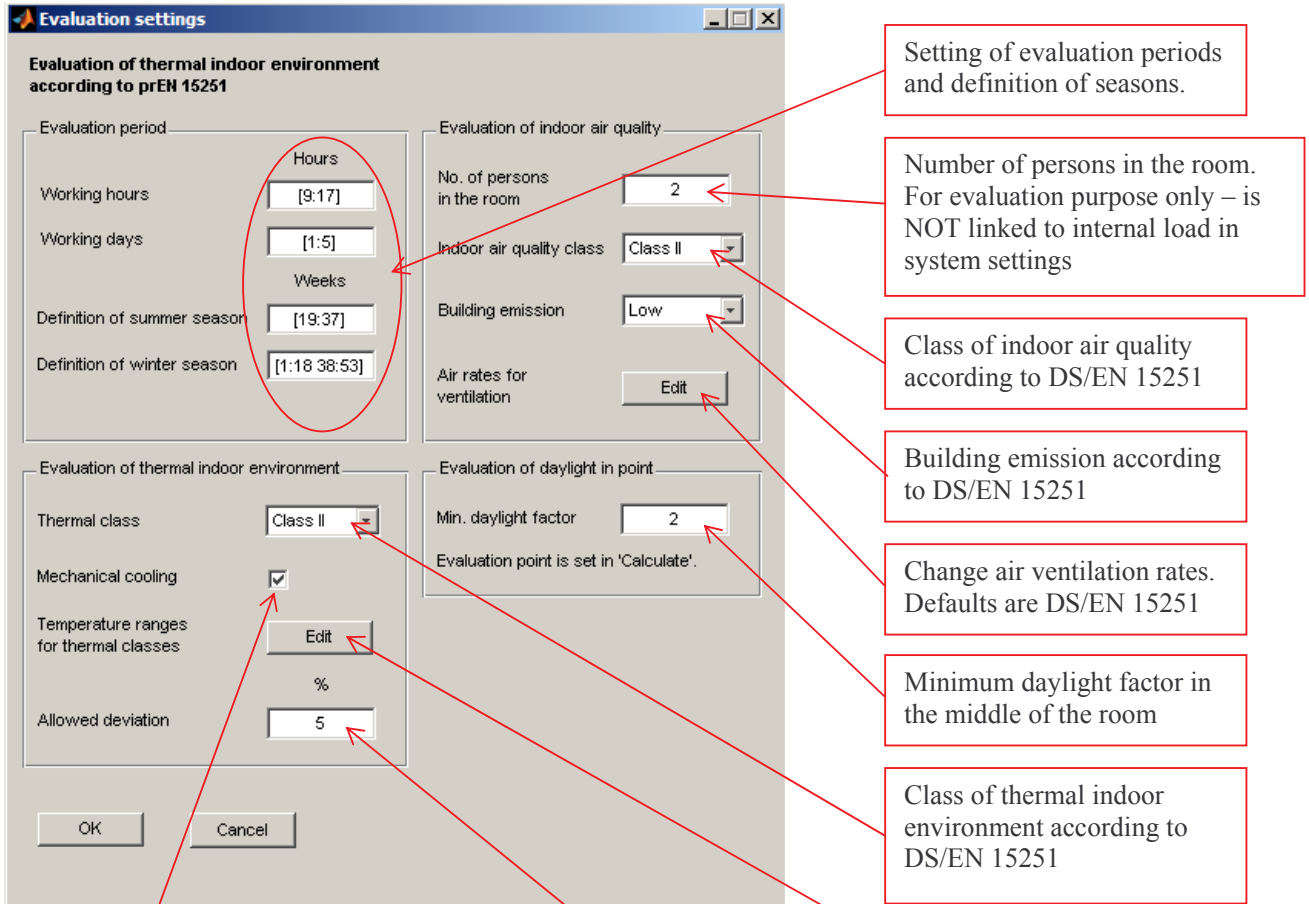 Evaluation settings
Evaluation of thermal indoor environment
according to prEN 15251
Evaluation period
Hours
Working hours
[9:17]
Working days
[1:5]
Weeks
Definition of summer season
[19:37]
Definition of winter season
[1:18 38:53]
Evaluation of indoor air quality
No. of persons
in the room
2
Indoor air quality class
Class II
Building emission
Low
Air rates for
ventilation
Edit
Evaluation of thermal indoor environment
Thermal class
Class II
Mechanical cooling
Temperature ranges
for thermal classes
Edit
%
Allowed deviation
5
Evaluation of daylight in point
Min. daylight factor
2
Evaluation point is set in 'Calculate'.
OK
Cancel
Setting of evaluation periods
and definition of seasons.
Number of persons in the room.
For evaluation purpose only – is
NOT linked to internal load in
system settings
Class of indoor air quality
according to DS/EN 15251
Building emission according
to DS/EN 15251
Change air ventilation rates.
Defaults are DS/EN 15251
Minimum daylight factor in
the middle of the room
Class of thermal indoor
environment according to
DS/EN 15251